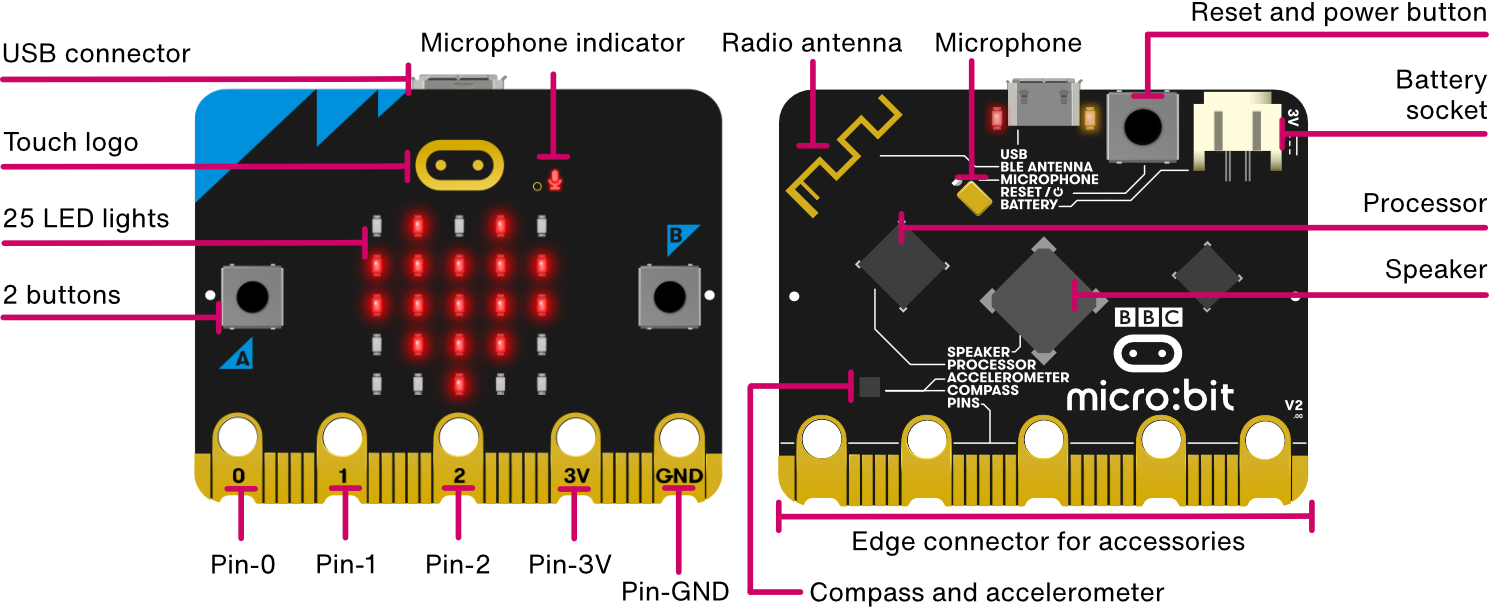 Reset and power button
USB connector
Microphone indicator
Radio antenna
Microphone
Battery
socket
3V
Touch logo
USB
BLE ANTENNA
MICROPHONE
RESET / ⏻
BATTERY
25 LED lights
B
Processor
Speaker
2 buttons
A
BBC
SPEAKER
PROCESSOR
ACCELEROMETER
COMPASS
PINS
micro:bit
V2
.00
0
1
2
3V
GND
Pin-0
Pin-1
Pin-2
Pin-3V
Pin-GND
Edge connector for accessories
Compass and accelerometer